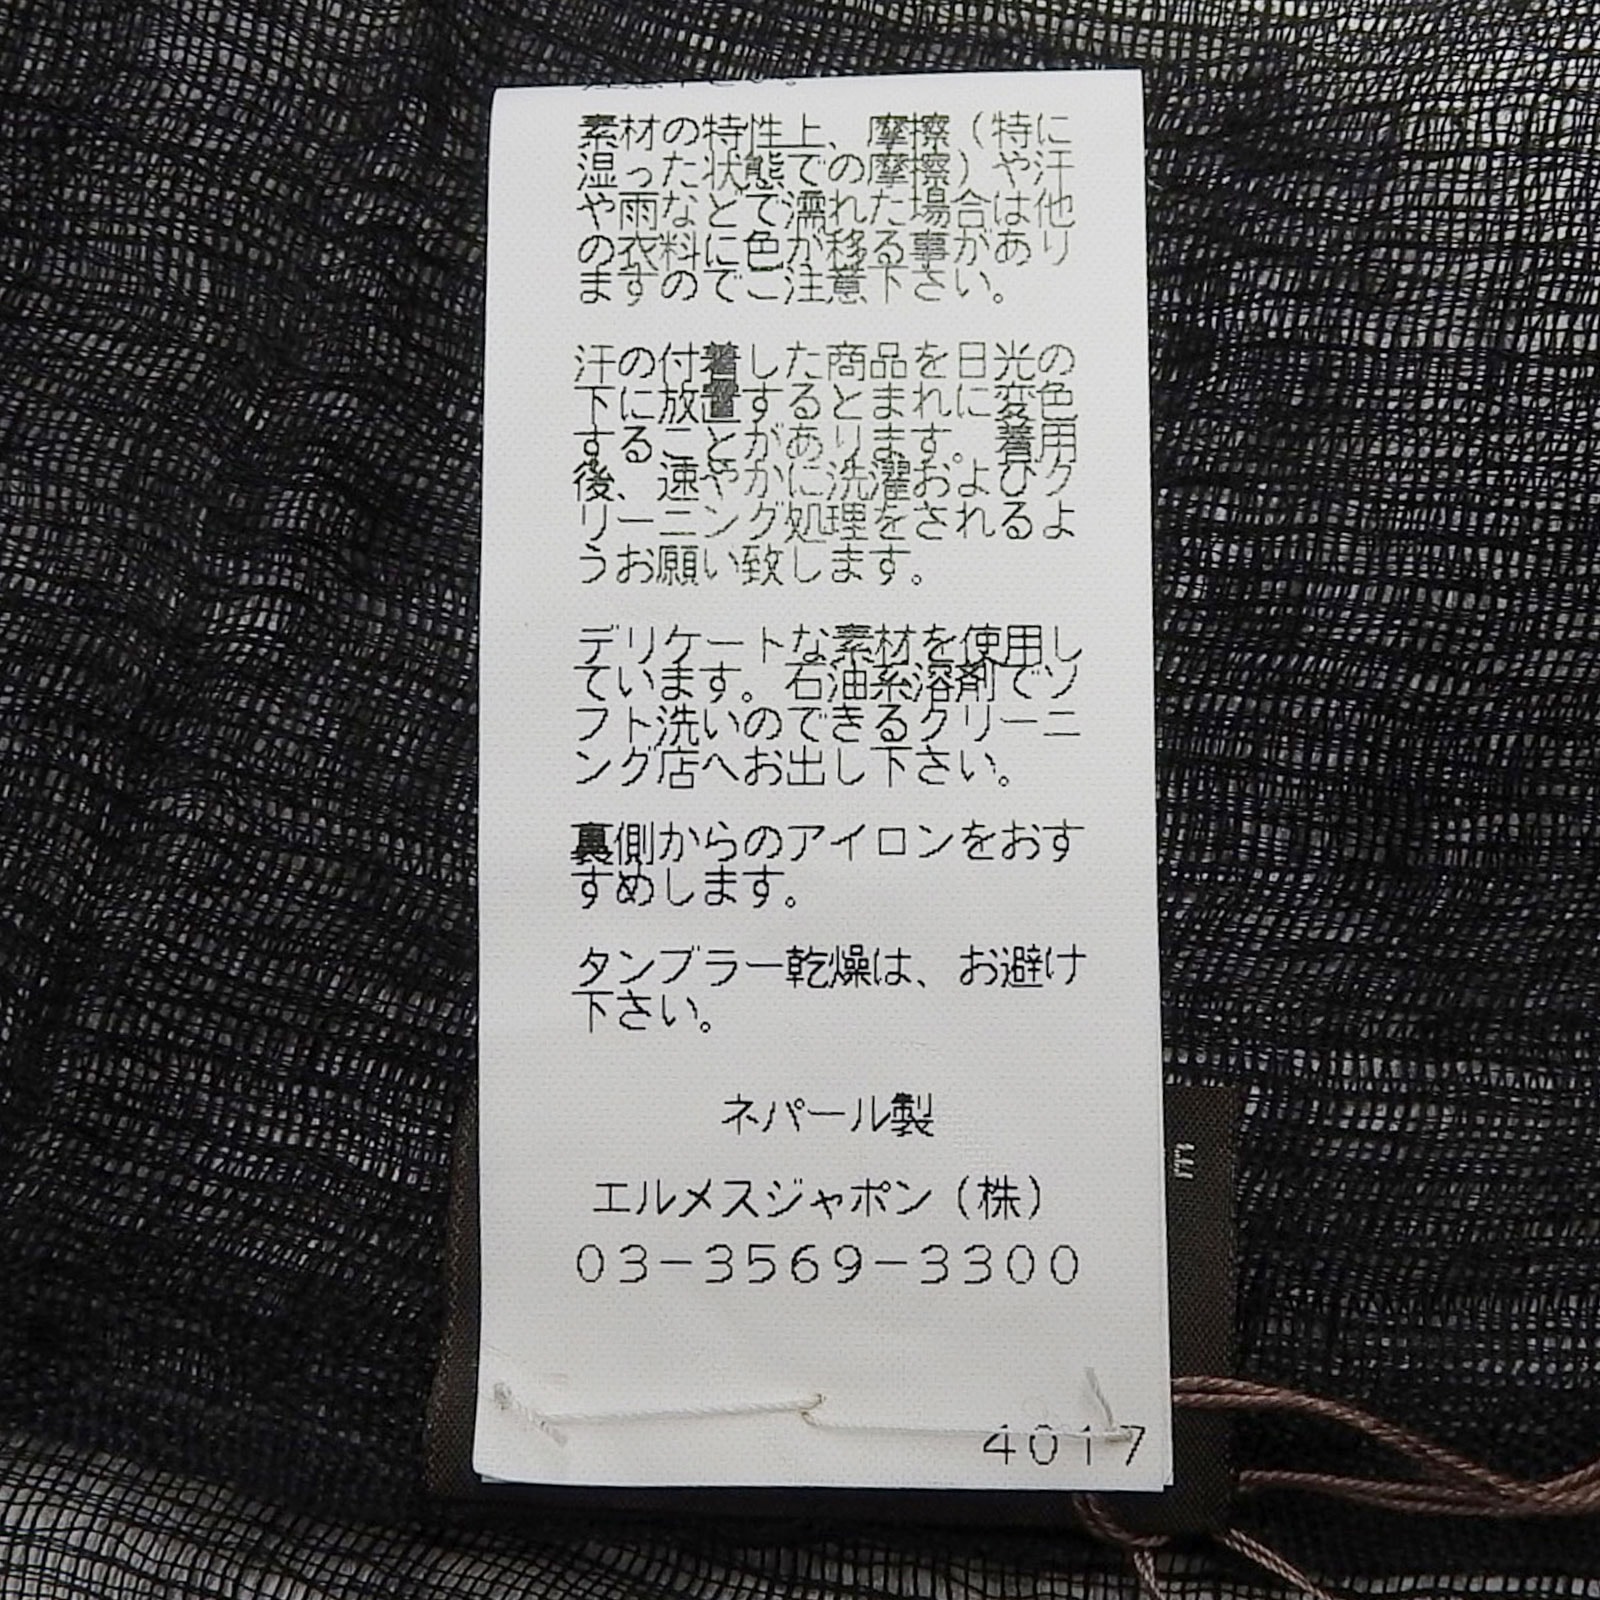 素材の特性上、摩擦（特に
湿った状態での摩擦）や汗
や雨などで濡れた場合は他
の衣料に色が移る事があり
ますのでご注意下さい。
汗の付着した商品を日光の
下に放置するとまれに変色
することがあります。着用
後、速やかに洗濯およびク
リーニング処理をされるよ
うお願い致します。
デリケートな素材を使用し
ています。石油系溶剤でソ
フト洗いのできるクリーニ
ング店へお出し下さい。
裏側からのアイロンをおす
すめします。
タンブラー乾燥は、お避け
下さい。
ネパール製
エルメスジャポン（株）
03-3569-3300
4017